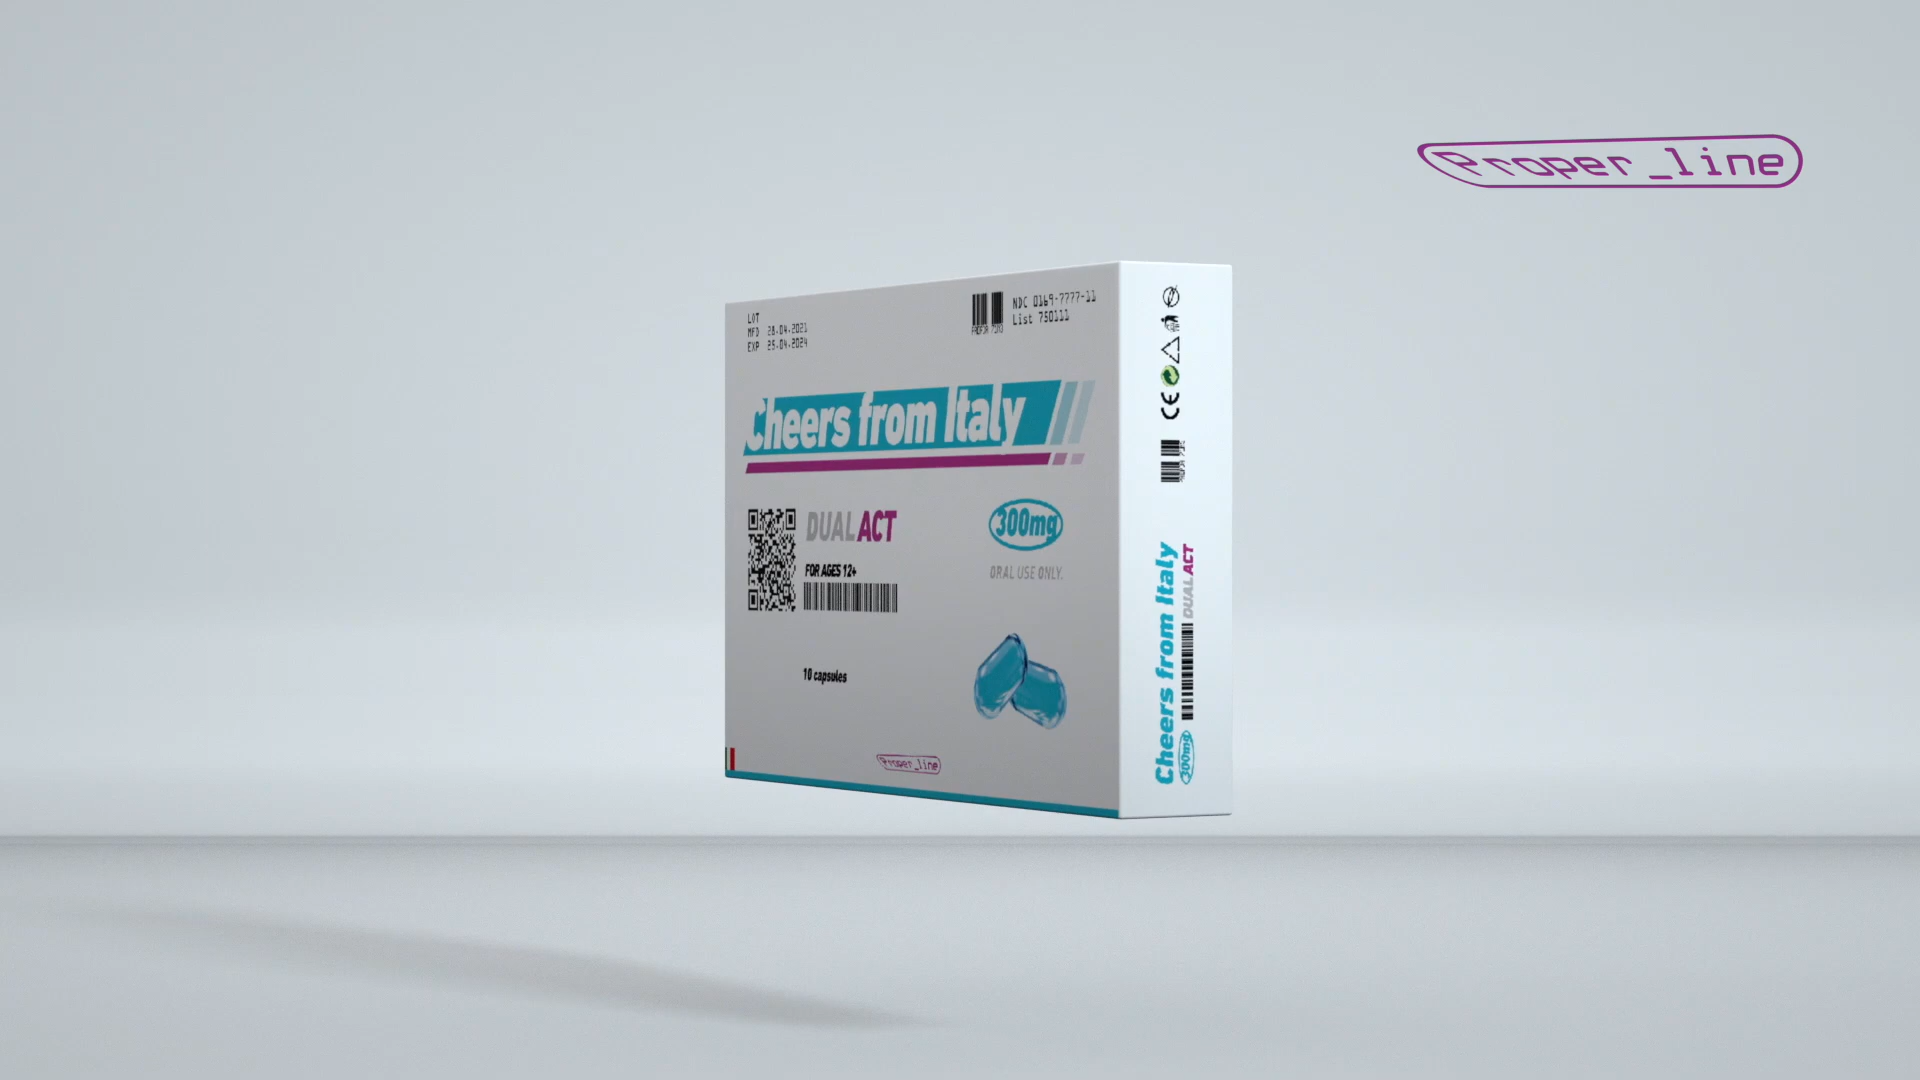 Proper_line
LOT
MFD 28.04.2021
EXP 25.04.2024
NDC 0169-7777-11
List 750111
Cheers from Italy
DUAL ACT
300mg
FOR AGES 12+
ORAL USE ONLY.
10 capsules
Proper_line
CE
Cheers from Italy
DUAL ACT
300mg